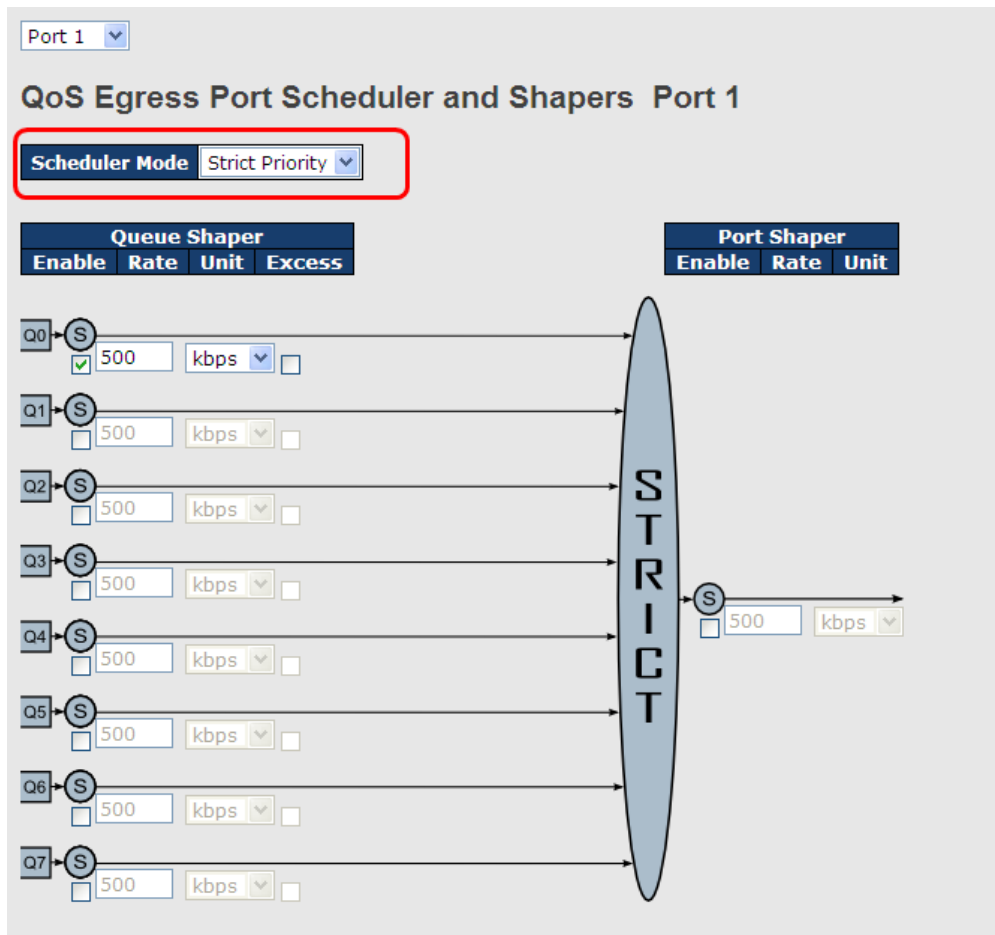 Port 1
QoS Egress Port Scheduler and Shapers Port 1
Scheduler Mode Strict Priority
Queue Shaper
Enable Rate Unit Excess
Port Shaper
Enable Rate Unit
Q0 S
500 kbps
Q1 S
500 kbps
Q2 S
500 kbps
Q3 S
500 kbps
Q4 S
500 kbps
Q5 S
500 kbps
Q6 S
500 kbps
Q7 S
500 kbps
STRICT
S
500 kbps